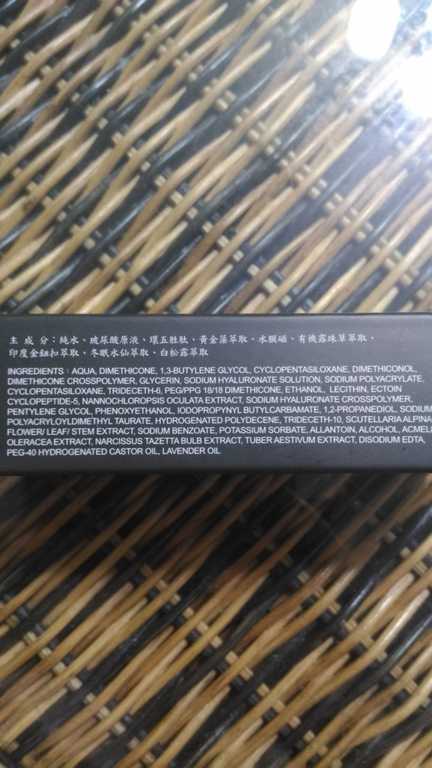 主 成 分：純水、玻尿酸原液、環五胜肽、黃金藻萃取、水腦磷、有機露珠草萃取、
印度金鈕扣萃取、冬眠水仙萃取、白松露萃取
INGREDIENTS：AQUA, DIMETHICONE, 1,3-BUTYLENE GLYCOL, CYCLOPENTASILOXANE, DIMETHICONOL,
DIMETHICONE CROSSPOLYMER, GLYCERIN, SODIUM HYALURONATE SOLUTION, SODIUM POLYACRYLATE,
CYCLOPENTASILOXANE, TRIDECETH-6, PEG/PPG 18/18 DIMETHICONE, ETHANOL, LECITHIN, ECTOIN
CYCLOPEPTIDE-5, NANNOCHLOROPSIS OCULATA EXTRACT, SODIUM HYALURONATE CROSSPOLYMER,
PENTYLENE GLYCOL, PHENOXYETHANOL, IODOPROPYNYL BUTYLCARBAMATE, 1,2-PROPANEDIOL, SODIUM
POLYACRYLOYLDIMETHYL TAURATE, HYDROGENATED POLYDECENE, TRIDECETH-10, SCUTELLARIA ALPINA
FLOWER/ LEAF/ STEM EXTRACT, SODIUM BENZOATE, POTASSIUM SORBATE, ALLANTOIN, ALCOHOL, ACMELLA
OLERACEA EXTRACT, NARCISSUS TAZETTA BULB EXTRACT, TUBER AESTIVUM EXTRACT, DISODIUM EDTA,
PEG-40 HYDROGENATED CASTOR OIL, LAVENDER OIL